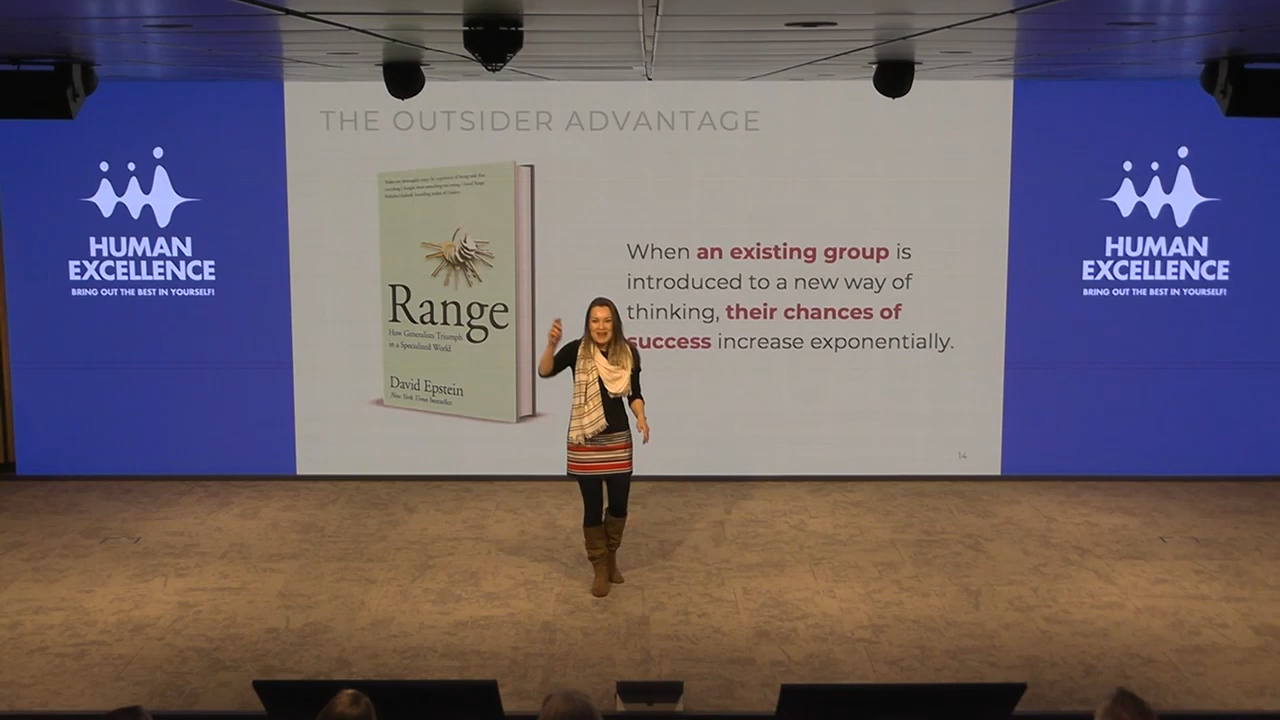 THE OUTSIDER ADVANTAGE
Range
How Generalists Triumph
in a Specialized World
David Epstein
New York Times bestseller
When an existing group is
introduced to a new way of
thinking, their chances of
success increase exponentially.
14
HUMAN
EXCELLENCE
BRING OUT THE BEST IN YOURSELF!
HUMAN
EXCELLENCE
BRING OUT THE BEST IN YOURSELF!